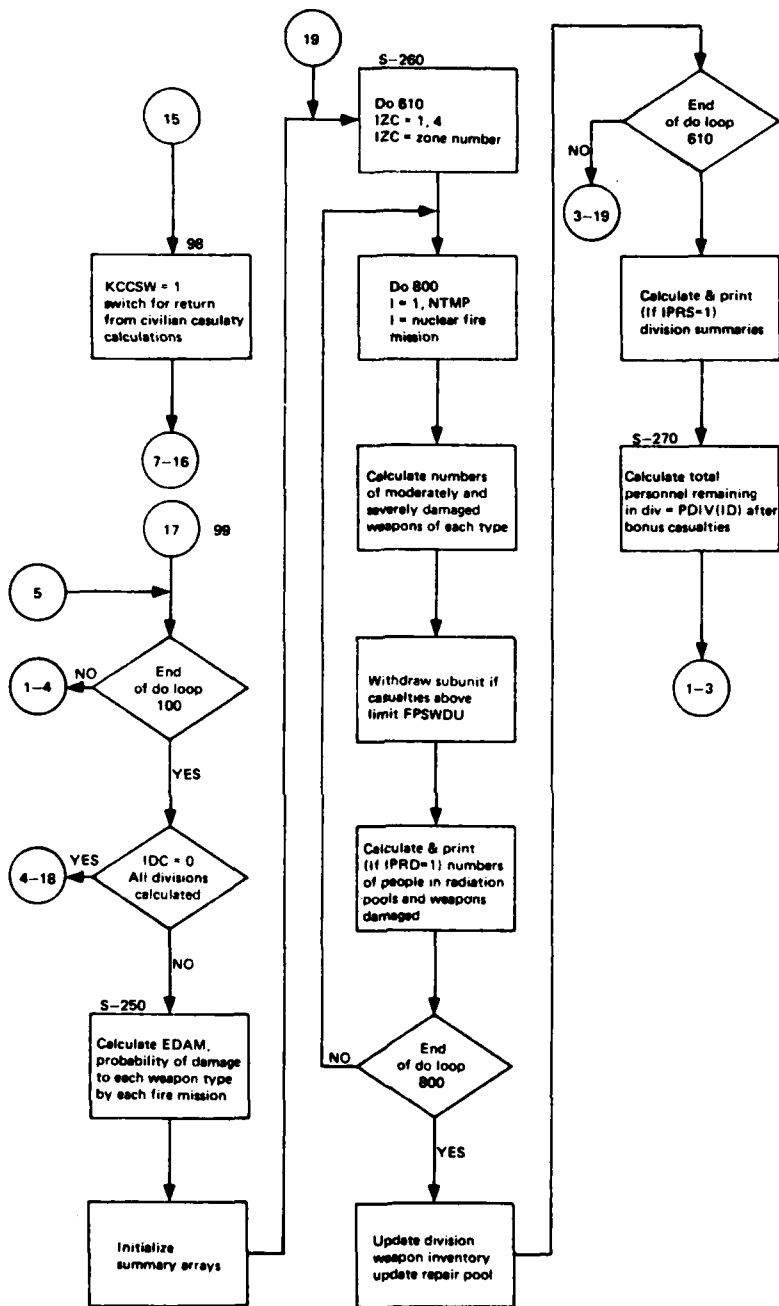 15
98
KCCSW = 1
switch for return
from civilian casulaty
calculations
7-16
17
99
5
End
of do loop
100
NO
1-4
YES
IDC = 0
All divisions
calculated
YES
4-18
NO
S-250
Calculate EDAM,
probability of damage
to each weapon type
by each fire mission
Initialize
summary arrays
19
S-260
Do 610
IZC = 1, 4
IZC = zone number
Do 800
I = 1, NTMP
I = nuclear fire
mission
Calculate numbers
of moderately and
severely damaged
weapons of each type
Withdraw subunit if
casualties above
limit FPSWDU
Calculate & print
(If IPRD=1) numbers
of people in radiation
pools and weapons
damaged
End
of do loop
800
NO
YES
Update division
weapon inventory
update repair pool
End
of do loop
610
NO
3-19
Calculate & print
(If IPRS=1)
division summaries
S-270
Calculate total
personnel remaining
in div = PDIV(ID) after
bonus casualties
1-3